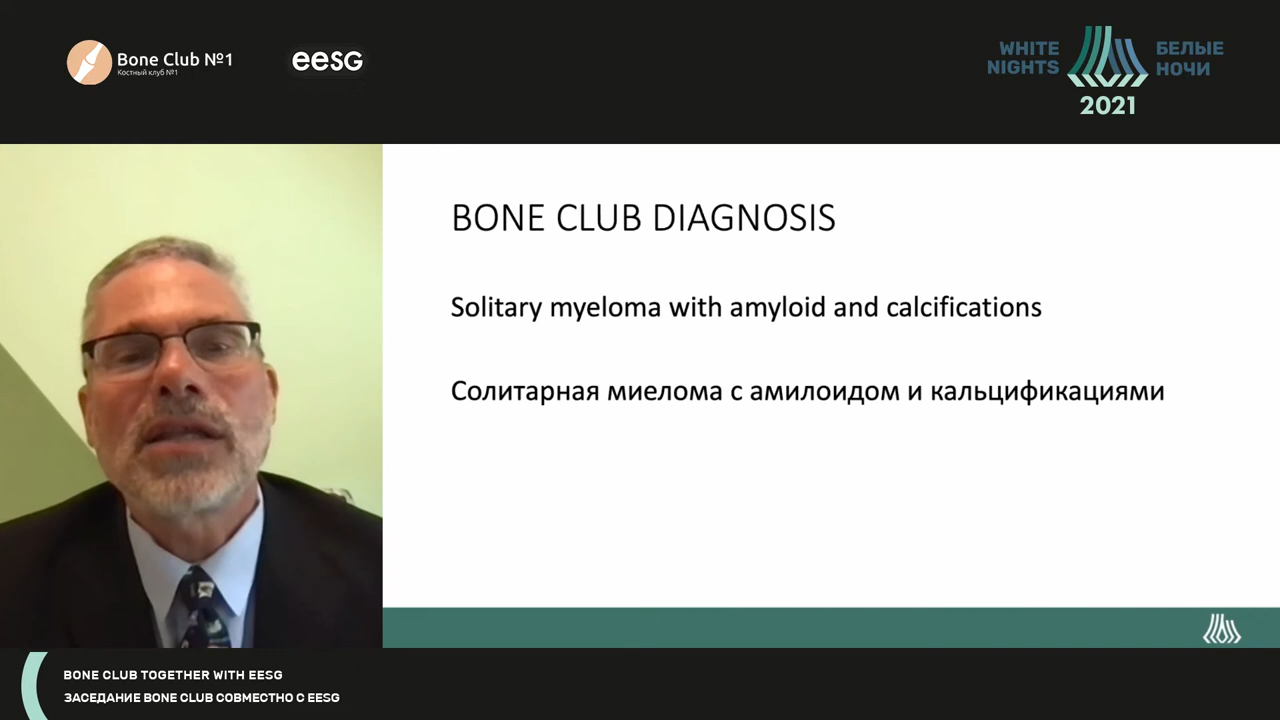 Bone Club №1
Костный клуб №1
eesg
WHITE
NIGHTS
БЕЛЫЕ
НОЧИ
2021
BONE CLUB DIAGNOSIS
Solitary myeloma with amyloid and calcifications
Солитарная миелома с амилоидом и кальцификациями
BONE CLUB TOGETHER WITH EESG
ЗАСЕДАНИЕ BONE CLUB СОВМЕСТНО С EESG